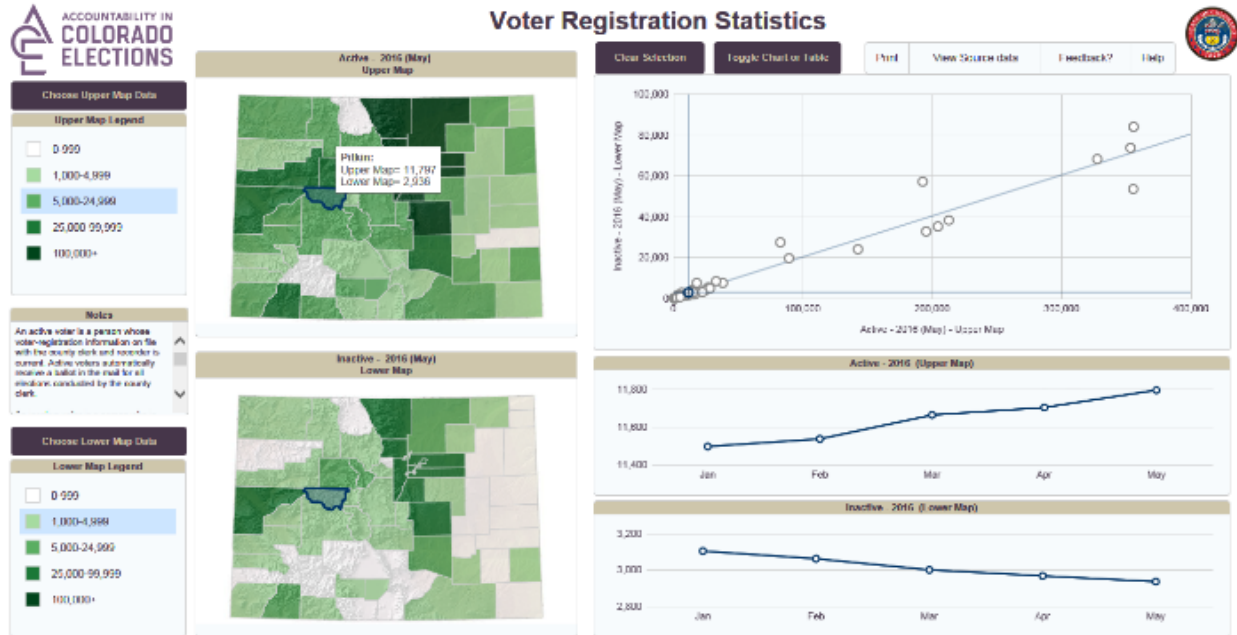 ACCOUNTABILITY IN
COLORADO
ELECTIONS
Voter Registration Statistics
Choose Upper Map Data
Upper Map Legend
0-999
1,000-4,999
5,000-24,999
25,000-99,999
100,000+
Notes
An active voter is a person whose
voter-registration information on file
with the county clerk and recorder is
current. Active voters automatically
receive a ballot in the mail for all
elections conducted by the county
clerk.
Choose Lower Map Data
Lower Map Legend
0-999
1,000-4,999
5,000-24,999
25,000-99,999
100,000+
Active - 2016 (May)
Upper Map
Pitkin:
Upper Map= 11,797
Lower Map= 2,936
Inactive - 2016 (May)
Lower Map
Clear Selection
Toggle Chart or Table
Print
View Source data
Feedback?
Help
Inactive - 2016 (May) - Lower Map
100,000
80,000
60,000
40,000
20,000
0
100,000
200,000
300,000
400,000
Active - 2016 (May) - Upper Map
Active - 2016 (Upper Map)
11,800
11,600
11,400
Jan Feb Mar Apr May
Inactive - 2016 (Lower Map)
3,200
3,000
2,800
Jan Feb Mar Apr May